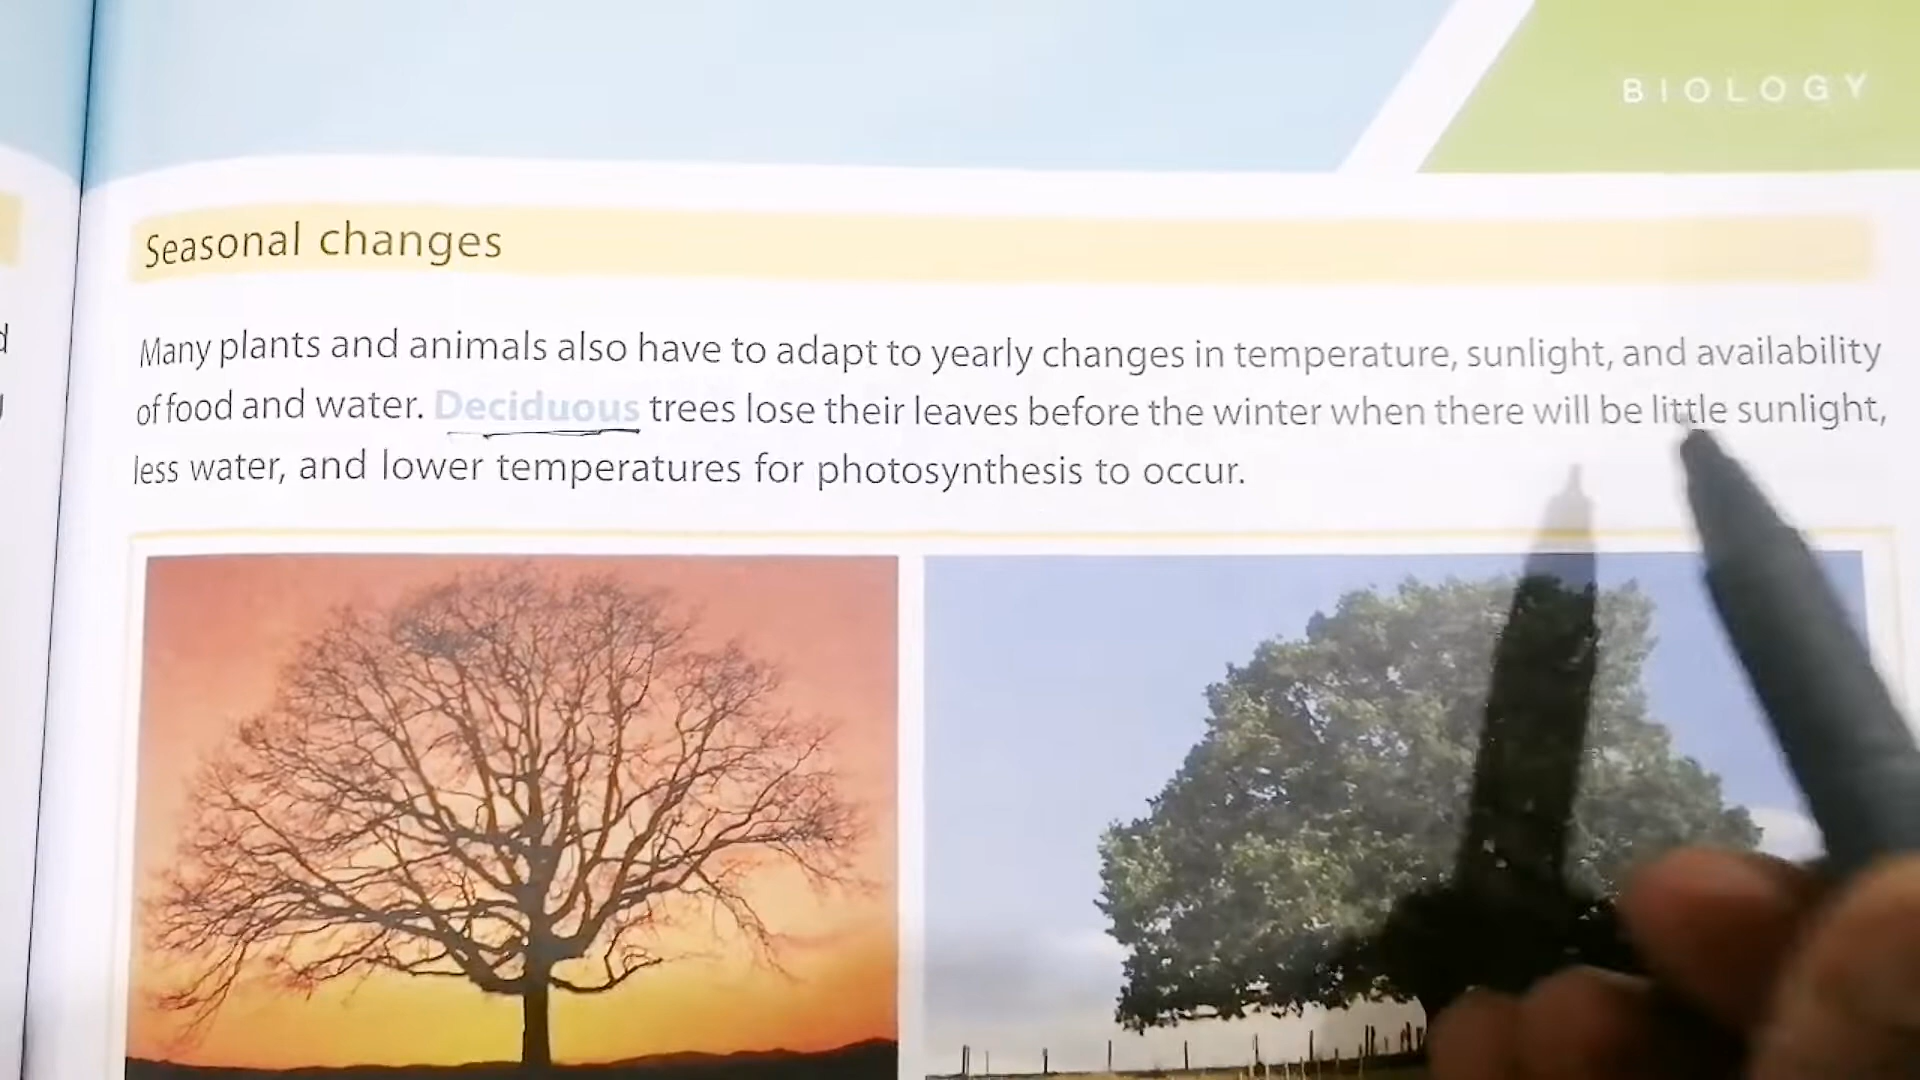 BIOLOGY
Seasonal changes
Many plants and animals also have to adapt to yearly changes in temperature, sunlight, and availability
of food and water. Deciduous trees lose their leaves before the winter when there will be little sunlight,
less water, and lower temperatures for photosynthesis to occur.